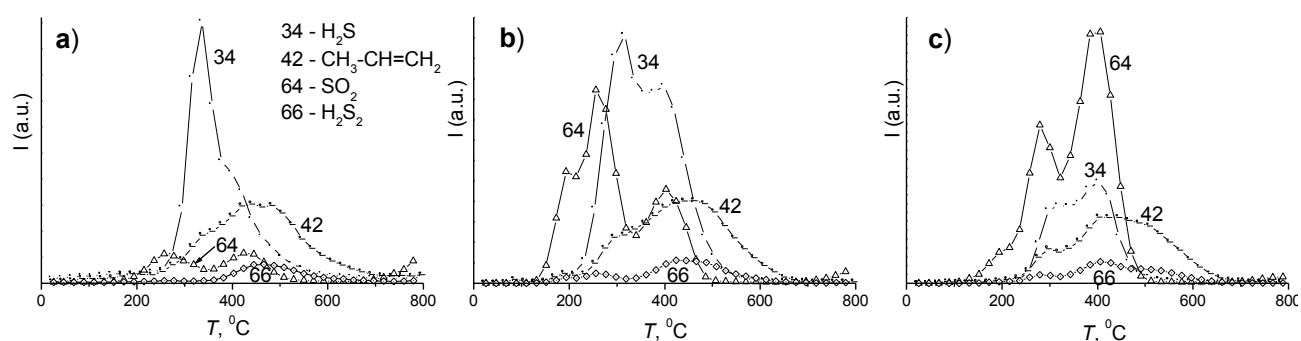 a)
34 - H₂S
42 - CH₃-CH=CH₂
64 - SO₂
66 - H₂S₂
34
42
64
66
I (a.u.)
0 200 400 600 800
T, ⁰C
b)
34
64
42
66
I (a.u.)
0 200 400 600 800
T, ⁰C
c)
64
34
42
66
I (a.u.)
0 200 400 600 800
T, ⁰C